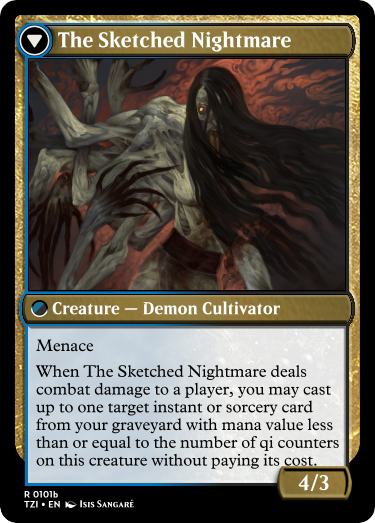 The Sketched Nightmare
Creature — Demon Cultivator
Menace
When The Sketched Nightmare deals
combat damage to a player, you may cast
up to one target instant or sorcery card
from your graveyard with mana value less
than or equal to the number of qi counters
on this creature without paying its cost.
4/3
R 0101b
TZI • EN Isis Sangaré